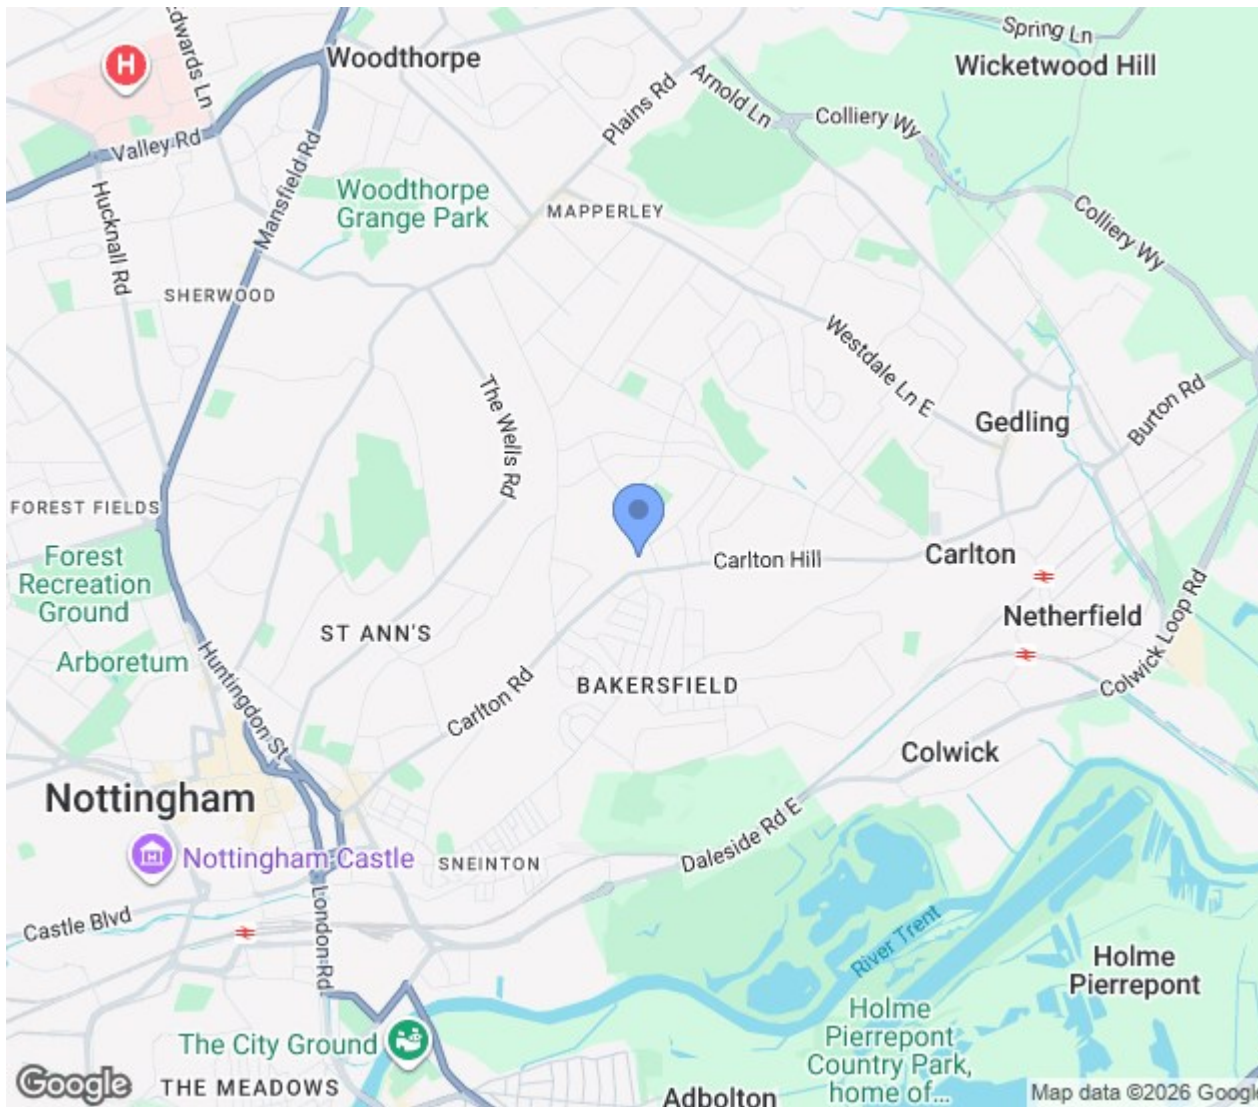 Spring Ln
Edwards Ln
Woodthorpe
Wicketwood Hill
H
Plains Rd
Arnold Ln
Colliery Wy
Valley Rd
Mansfield Rd
Hucknall Rd
Woodthorpe
Grange Park
MAPPERLEY
Colliery Wy
SHERWOOD
Westdale Ln E
The Wells Rd
Gedling
Burton Rd
FOREST FIELDS
Forest
Recreation
Ground
Carlton Hill
Carlton
Netherfield
Colwick Loop Rd
ST ANN'S
Arboretum
Huntingdon St
Carlton Rd
BAKERSFIELD
Colwick
Nottingham
Nottingham Castle
SNEINTON
Daleside Rd E
Castle Blvd
London Rd
River Trent
Holme
Pierrepont
Holme
Pierrepont
Country Park,
home of...
The City Ground
Google
THE MEADOWS
Adbolton
Map data ©2026 Google